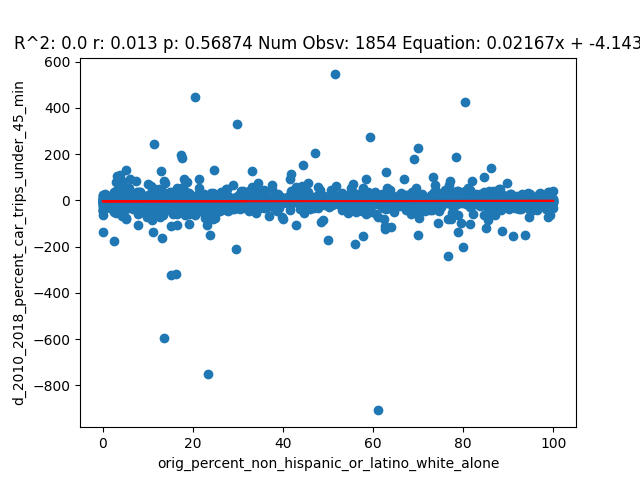 R^2: 0.0 r: 0.013 p: 0.56874 Num Obsv: 1854 Equation: 0.02167x + -4.143
600
400
200
0
−200
−400
−600
−800
d_2010_2018_percent_car_trips_under_45_min
0 20 40 60 80 100
orig_percent_non_hispanic_or_latino_white_alone